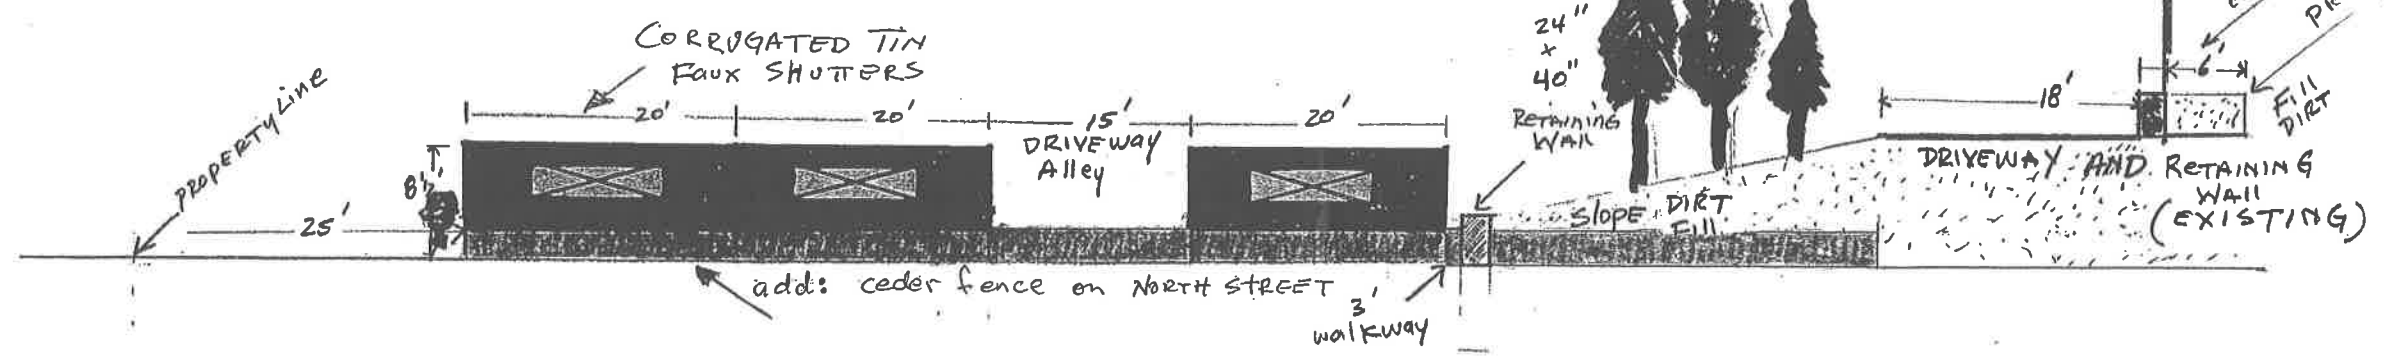 PROPERTY Line
25'
CORRUGATED TIN
FAUX SHUTTERS
20'
20'
15'
DRIVEWAY
Alley
20'
8'
24"
x
40"
RETAINING
WAll
slope DIRT
Fill
18'
6'
Fill
DIRT
DRIVEWAY AND RETAINING
WAll
(EXISTING)
add: ceder fence on NORTH STREET
3'
walkway